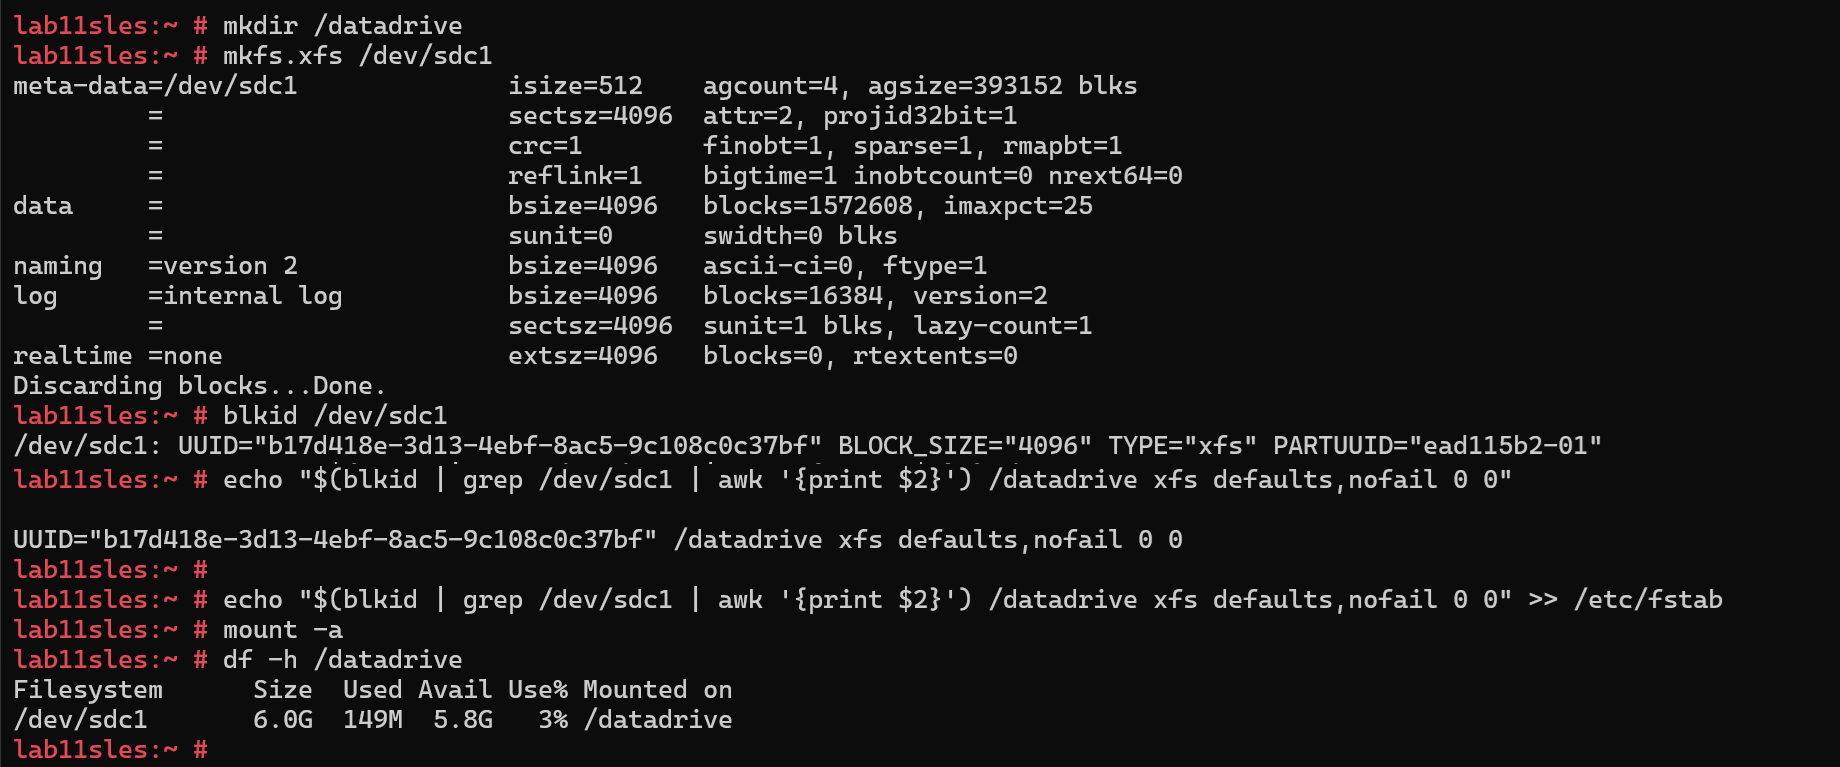 lab11sles:~ # mkdir /datadrive
lab11sles:~ # mkfs.xfs /dev/sdc1
meta-data=/dev/sdc1              isize=512    agcount=4, agsize=393152 blks
         =                       sectsz=4096  attr=2, projid32bit=1
         =                       crc=1        finobt=1, sparse=1, rmapbt=1
         =                       reflink=1    bigtime=1 inobtcount=0 nrext64=0
data     =                       bsize=4096   blocks=1572608, imaxpct=25
         =                       sunit=0      swidth=0 blks
naming   =version 2              bsize=4096   ascii-ci=0, ftype=1
log      =internal log           bsize=4096   blocks=16384, version=2
         =                       sectsz=4096  sunit=1 blks, lazy-count=1
realtime =none                   extsz=4096   blocks=0, rtextents=0
Discarding blocks...Done.
lab11sles:~ # blkid /dev/sdc1
/dev/sdc1: UUID="b17d418e-3d13-4ebf-8ac5-9c108c0c37bf" BLOCK_SIZE="4096" TYPE="xfs" PARTUUID="ead115b2-01"
lab11sles:~ # echo "$(blkid | grep /dev/sdc1 | awk '{print $2}') /datadrive xfs defaults,nofail 0 0"
UUID="b17d418e-3d13-4ebf-8ac5-9c108c0c37bf" /datadrive xfs defaults,nofail 0 0
lab11sles:~ #
lab11sles:~ # echo "$(blkid | grep /dev/sdc1 | awk '{print $2}') /datadrive xfs defaults,nofail 0 0" >> /etc/fstab
lab11sles:~ # mount -a
lab11sles:~ # df -h /datadrive
Filesystem      Size  Used Avail Use% Mounted on
/dev/sdc1       6.0G  149M  5.8G   3% /datadrive
lab11sles:~ #